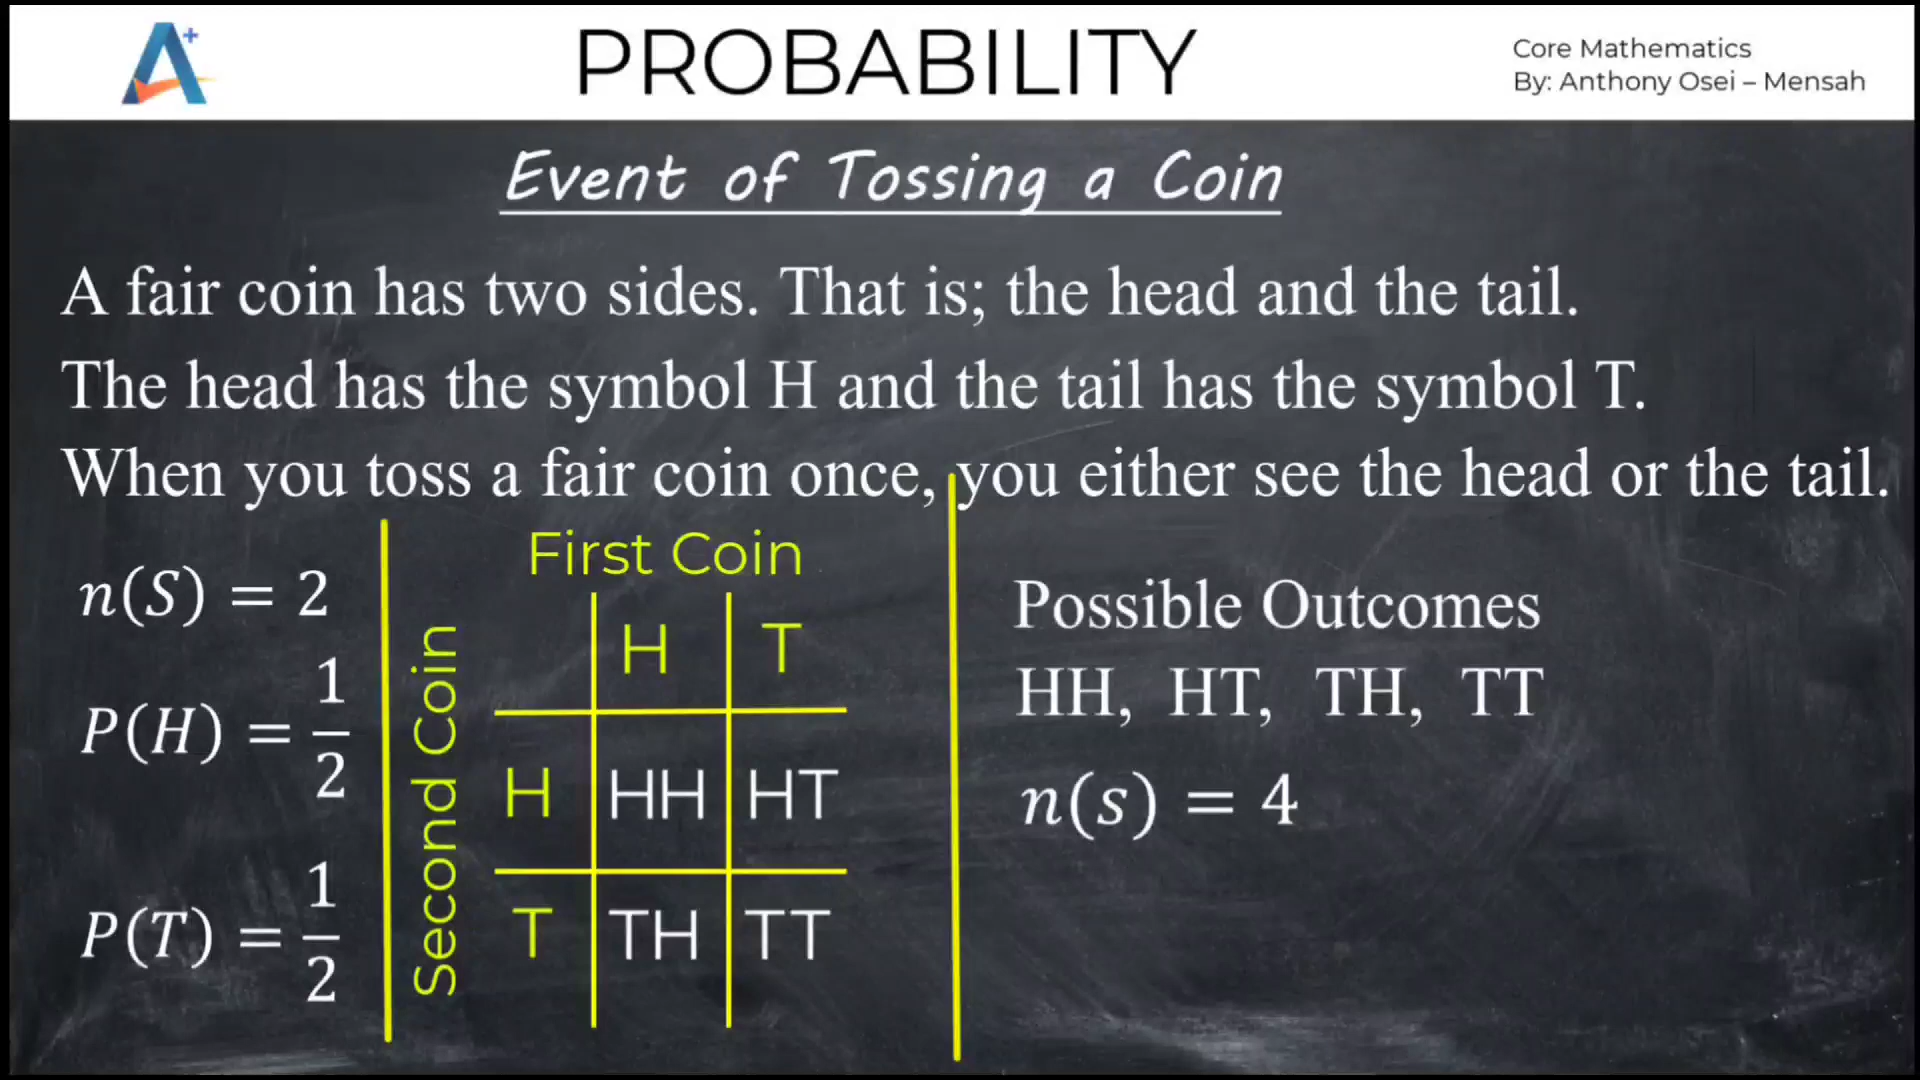 A+
PROBABILITY
Core Mathematics
By: Anthony Osei – Mensah
Event of Tossing a Coin
A fair coin has two sides. That is; the head and the tail.
The head has the symbol H and the tail has the symbol T.
When you toss a fair coin once, you either see the head or the tail.
n(S) = 2
P(H) = 1/2
P(T) = 1/2
First Coin
Second Coin
H T
H HH HT
T TH TT
Possible Outcomes
HH, HT, TH, TT
n(s) = 4